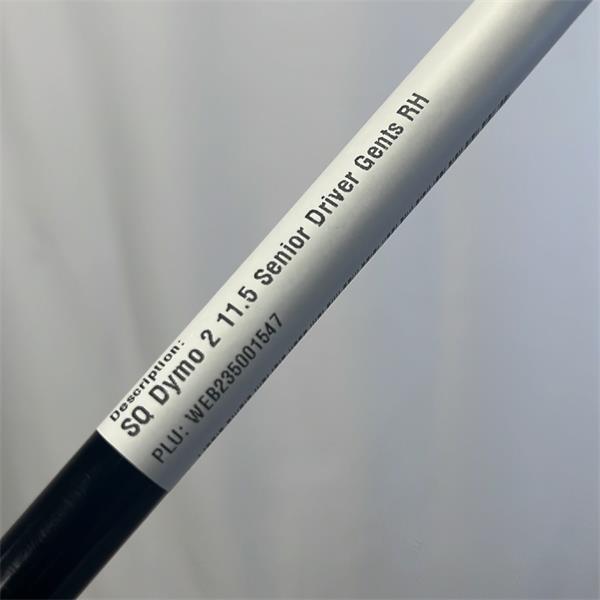 Description:
SQ Dymo 2 11.5 Senior Driver Gents RH
PLU: WEB235001547